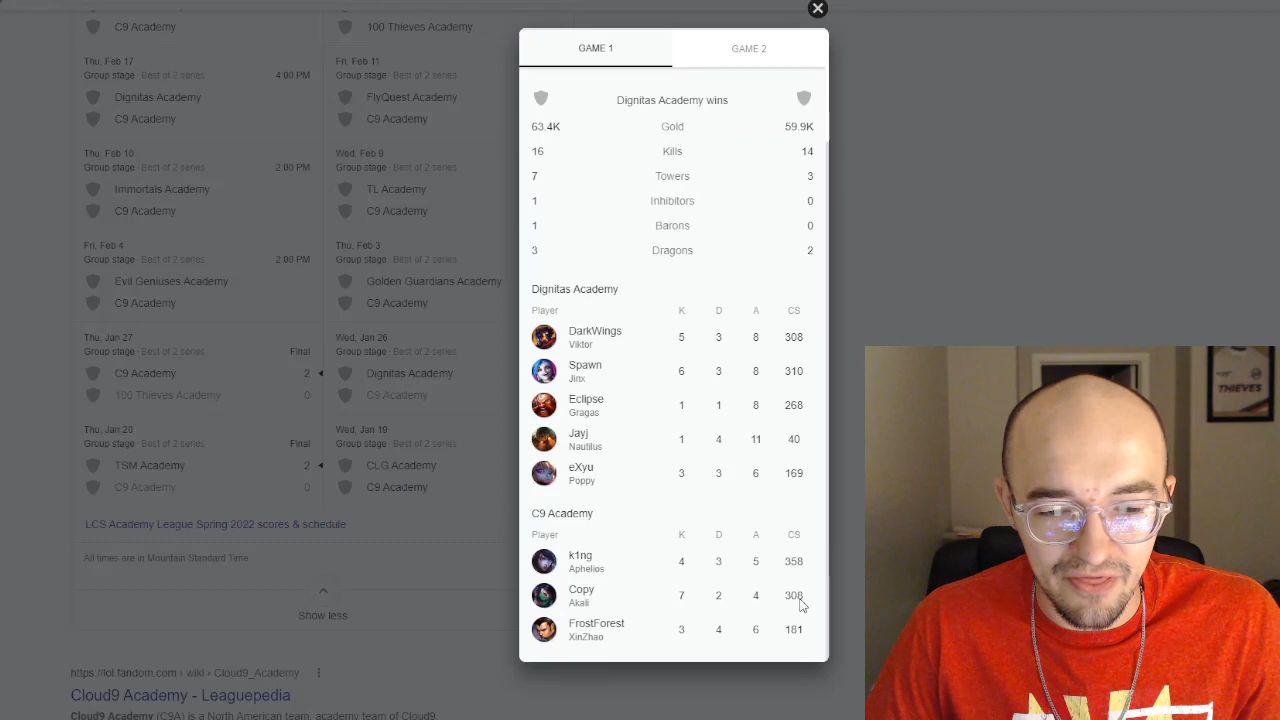 C9 Academy
100 Thieves Academy
Thu, Feb 17
Group stage · Best of 2 series
4:00 PM
Dignitas Academy
C9 Academy
Fri, Feb 11
Group stage · Best of 2 series
FlyQuest Academy
C9 Academy
Thu, Feb 10
Group stage · Best of 2 series
2:00 PM
Immortals Academy
C9 Academy
Wed, Feb 9
Group stage · Best of 2 series
TL Academy
C9 Academy
Fri, Feb 4
Group stage · Best of 2 series
2:00 PM
Evil Geniuses Academy
C9 Academy
Thu, Feb 3
Group stage · Best of 2 series
Golden Guardians Academy
C9 Academy
Thu, Jan 27
Group stage · Best of 2 series
Final
C9 Academy 2
100 Thieves Academy 0
Wed, Jan 26
Group stage · Best of 2 series
Dignitas Academy
C9 Academy
Thu, Jan 20
Group stage · Best of 2 series
Final
TSM Academy 2
C9 Academy 0
Wed, Jan 19
Group stage · Best of 2 series
CLG Academy
C9 Academy
LCS Academy League Spring 2022 scores & schedule
All times are in Mountain Standard Time
Show less
https://lol.fandom.com › wiki › Cloud9_Academy
Cloud9 Academy - Leaguepedia
Cloud9 Academy (C9A) is a North American team, academy team of Cloud9.
GAME 1 GAME 2
Dignitas Academy wins
63.4K Gold 59.9K
16 Kills 14
7 Towers 3
1 Inhibitors 0
1 Barons 0
3 Dragons 2
Dignitas Academy
Player K D A CS
DarkWings
Viktor
5 3 8 308
Spawn
Jinx
6 3 8 310
Eclipse
Gragas
1 1 8 268
Jayj
Nautilus
1 4 11 40
eXyu
Poppy
3 3 6 169
C9 Academy
Player K D A CS
k1ng
Aphelios
4 3 5 358
Copy
Akali
7 2 4 308
FrostForest
XinZhao
3 4 6 181
THIEVES